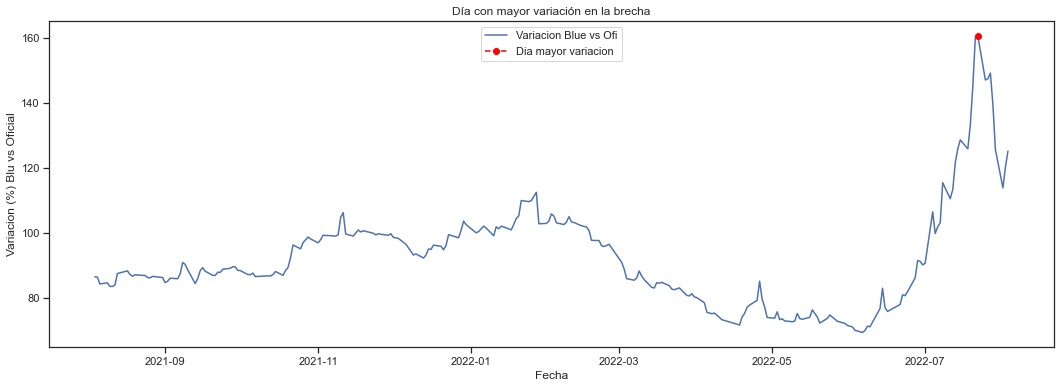 Día con mayor variación en la brecha
Variacion Blue vs Ofi
Dia mayor variacion
Variacion (%) Blu vs Oficial
160
140
120
100
80
2021-09
2021-11
2022-01
2022-03
2022-05
2022-07
Fecha